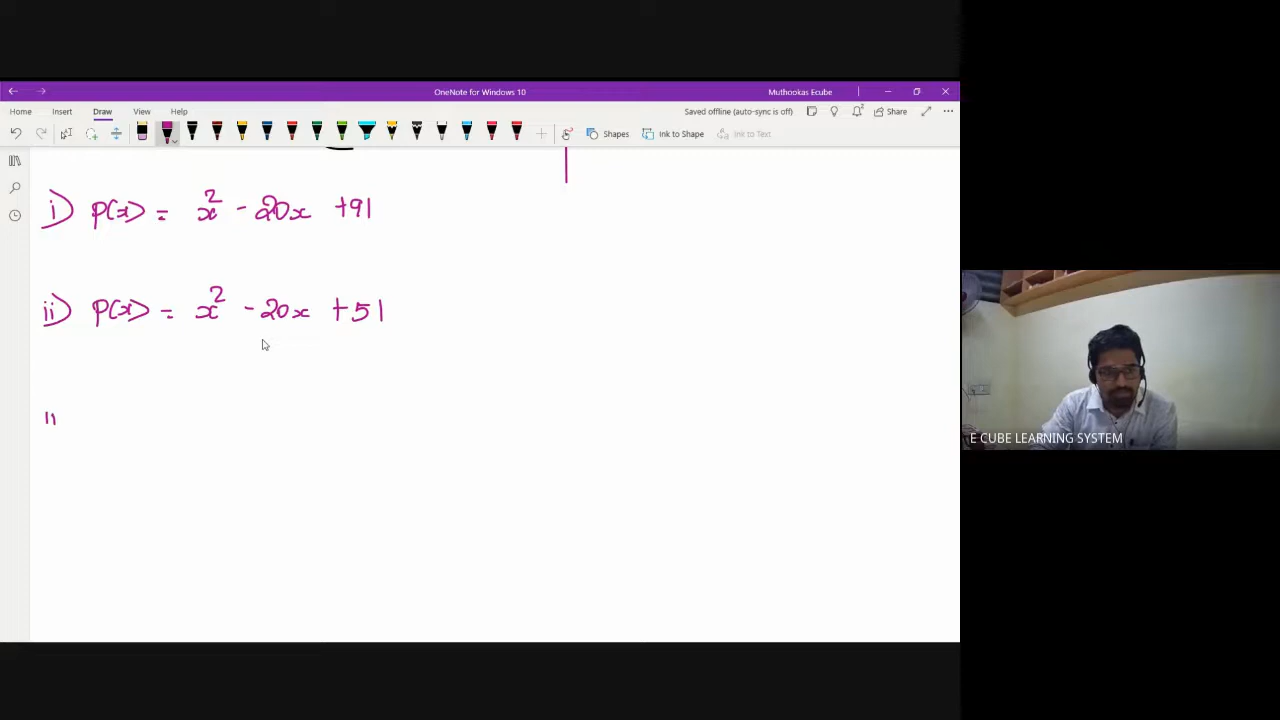 OneNote for Windows 10
Muthookas Ecube
Home Insert Draw View Help
Saved offline (auto-sync is off)
Share
Shapes
Ink to Shape
Ink to Text
i) p(x) = x² - 20x + 91
ii) p(x) = x² - 20x + 51
ii
E CUBE LEARNING SYSTEM